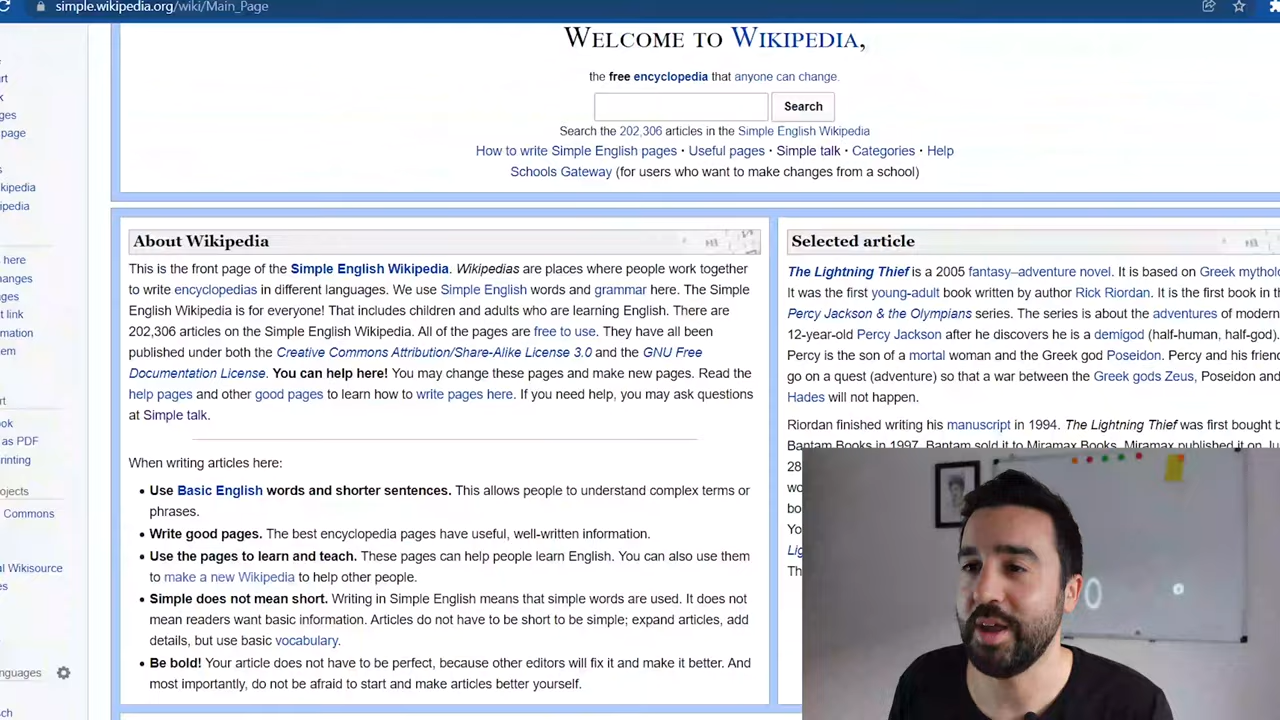 simple.wikipedia.org/wiki/Main_Page
WELCOME TO WIKIPEDIA,
the free encyclopedia that anyone can change.
Search
Search the 202,306 articles in the Simple English Wikipedia
How to write Simple English pages · Useful pages · Simple talk · Categories · Help
Schools Gateway (for users who want to make changes from a school)
page
here
link
as PDF
Commons
About Wikipedia
This is the front page of the Simple English Wikipedia. Wikipedias are places where people work together
to write encyclopedias in different languages. We use Simple English words and grammar here. The Simple
English Wikipedia is for everyone! That includes children and adults who are learning English. There are
202,306 articles on the Simple English Wikipedia. All of the pages are free to use. They have all been
published under both the Creative Commons Attribution/Share-Alike License 3.0 and the GNU Free
Documentation License. You can help here! You may change these pages and make new pages. Read the
help pages and other good pages to learn how to write pages here. If you need help, you may ask questions
at Simple talk.
When writing articles here:
• Use Basic English words and shorter sentences. This allows people to understand complex terms or
phrases.
• Write good pages. The best encyclopedia pages have useful, well-written information.
• Use the pages to learn and teach. These pages can help people learn English. You can also use them
to make a new Wikipedia to help other people.
• Simple does not mean short. Writing in Simple English means that simple words are used. It does not
mean readers want basic information. Articles do not have to be short to be simple; expand articles, add
details, but use basic vocabulary.
• Be bold! Your article does not have to be perfect, because other editors will fix it and make it better. And
most importantly, do not be afraid to start and make articles better yourself.
Selected article
The Lightning Thief is a 2005 fantasy–adventure novel. It is based on Greek mytholo
It was the first young-adult book written by author Rick Riordan. It is the first book in th
Percy Jackson & the Olympians series. The series is about the adventures of modern
12-year-old Percy Jackson after he discovers he is a demigod (half-human, half-god).
Percy is the son of a mortal woman and the Greek god Poseidon. Percy and his friend
go on a quest (adventure) so that a war between the Greek gods Zeus, Poseidon and
Hades will not happen.
Riordan finished writing his manuscript in 1994. The Lightning Thief was first bought b
Bantam Books in 1997. Bantam sold it to Miramax Books. Miramax published it on Ju
28